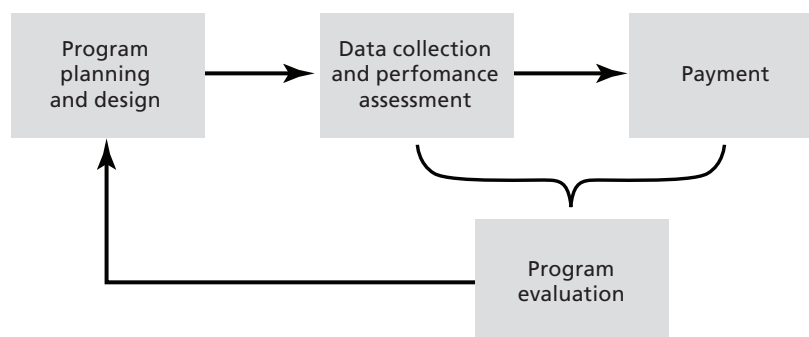 Program
planning
and design
Data collection
and perfomance
assessment
Payment
Program
evaluation